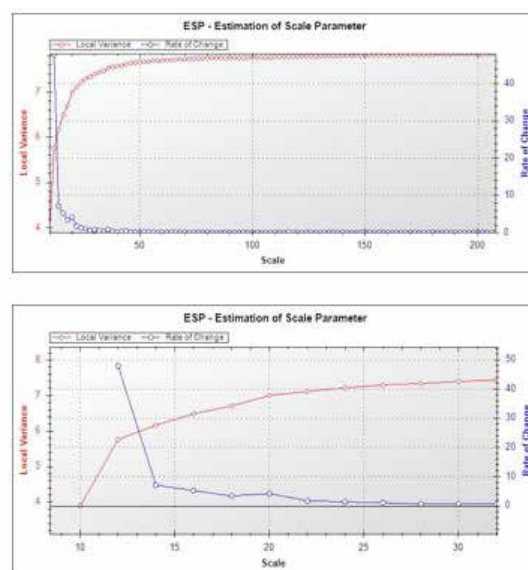 ESP - Estimation of Scale Parameter
Local Variance Rate of Change
7
6
5
4
Local Variance
40
30
20
10
0
Rate of Change
50 100 150 200
Scale
ESP - Estimation of Scale Parameter
Local Variance Rate of Change
8
7
6
5
4
Local Variance
50
40
30
20
10
0
Rate of Change
10 15 20 25 30
Scale